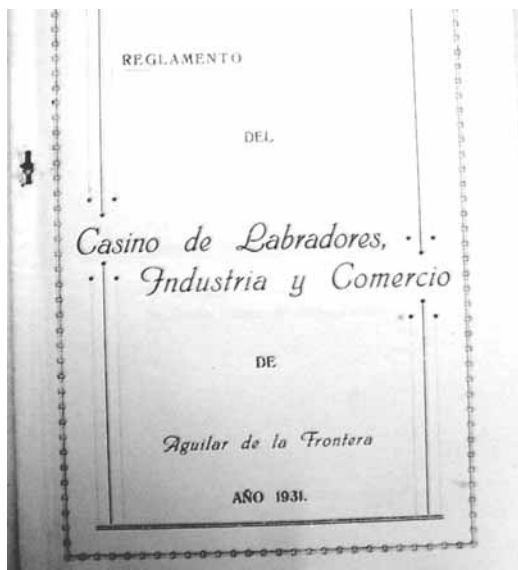 REGLAMENTO
DEL
Casino de Labradores,
Industria y Comercio
DE
Aguilar de la Frontera
AÑO 1931.